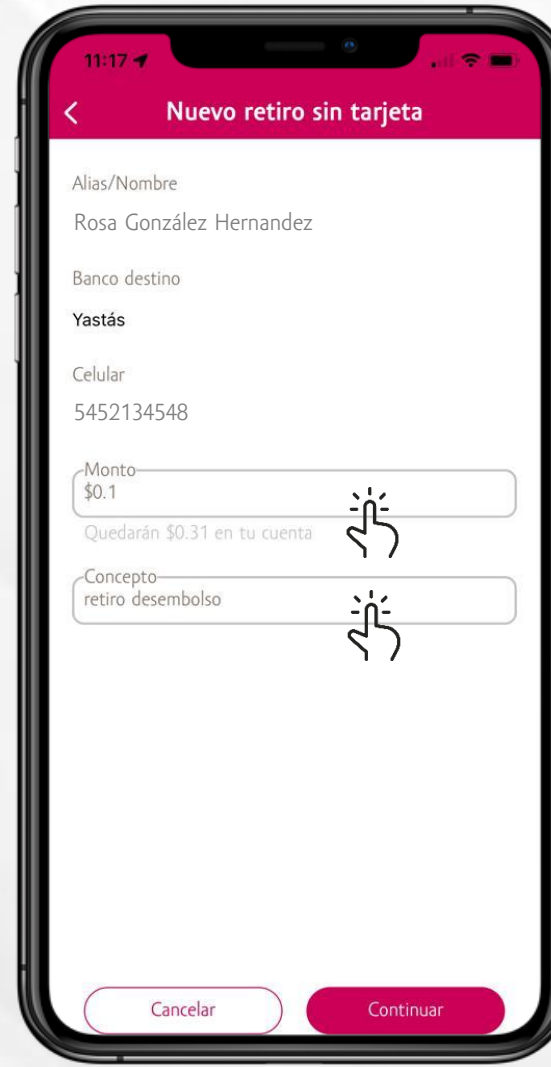 11:17
Nuevo retiro sin tarjeta
Alias/Nombre
Rosa González Hernandez
Banco destino
Yastás
Celular
5452134548
Monto
$0.1
Quedarán $0.31 en tu cuenta
Concepto
retiro desembolso
Cancelar
Continuar